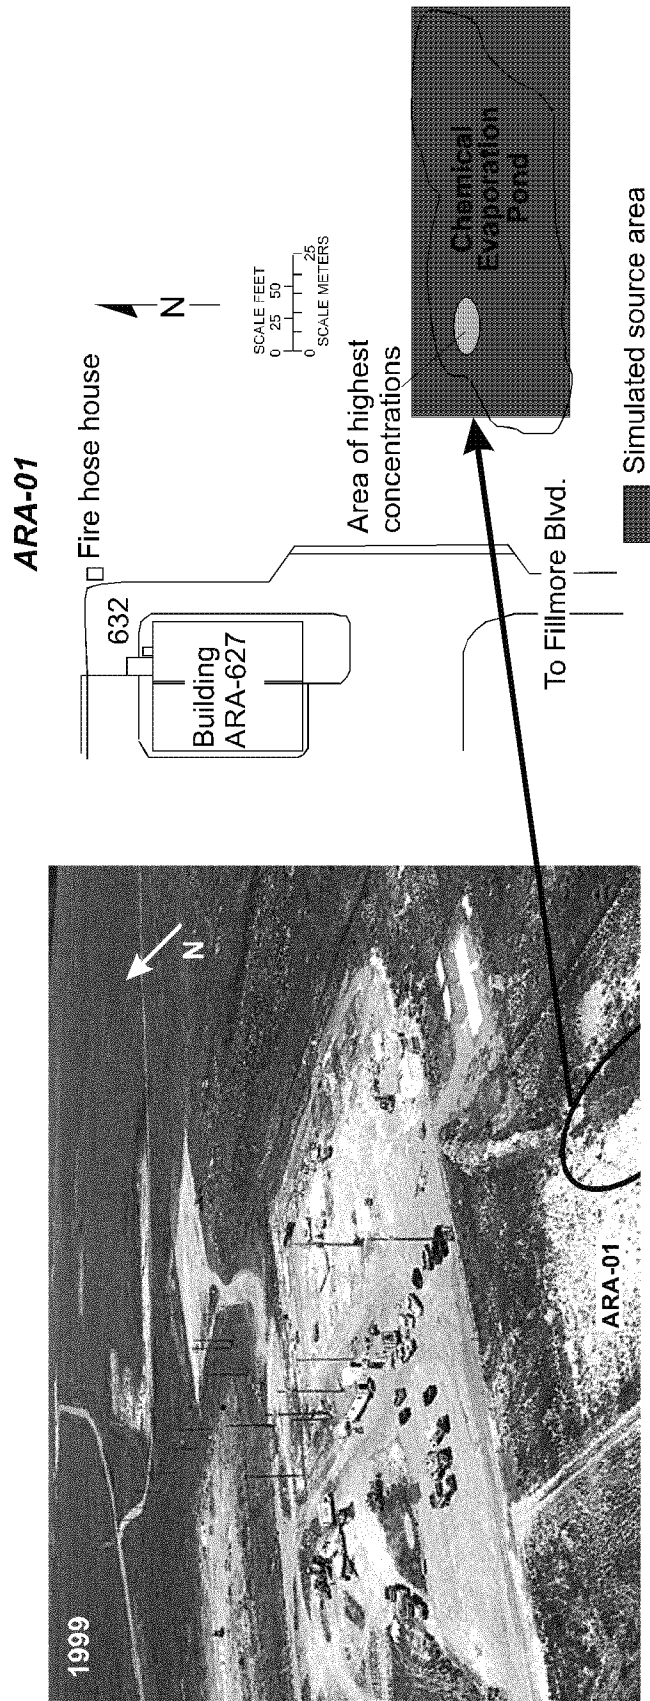 ARA-01
1999
N
ARA-01
Fire hose house
632
Building
ARA-627
N
SCALE FEET
0 25 50
0 25
SCALE METERS
Area of highest
concentrations
Chemical
Evaporation
Pond
To Fillmore Blvd.
Simulated source area